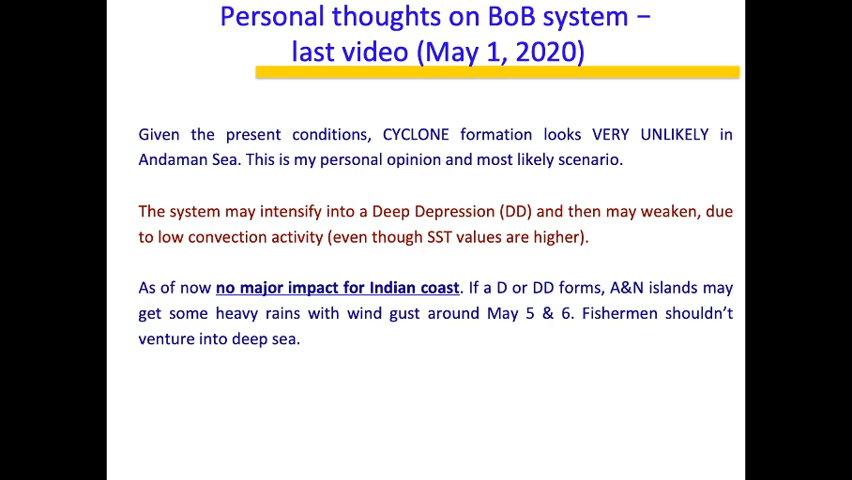 Personal thoughts on BoB system –
last video (May 1, 2020)
Given the present conditions, CYCLONE formation looks VERY UNLIKELY in
Andaman Sea. This is my personal opinion and most likely scenario.
The system may intensify into a Deep Depression (DD) and then may weaken, due
to low convection activity (even though SST values are higher).
As of now no major impact for Indian coast. If a D or DD forms, A&N islands may
get some heavy rains with wind gust around May 5 & 6. Fishermen shouldn’t
venture into deep sea.